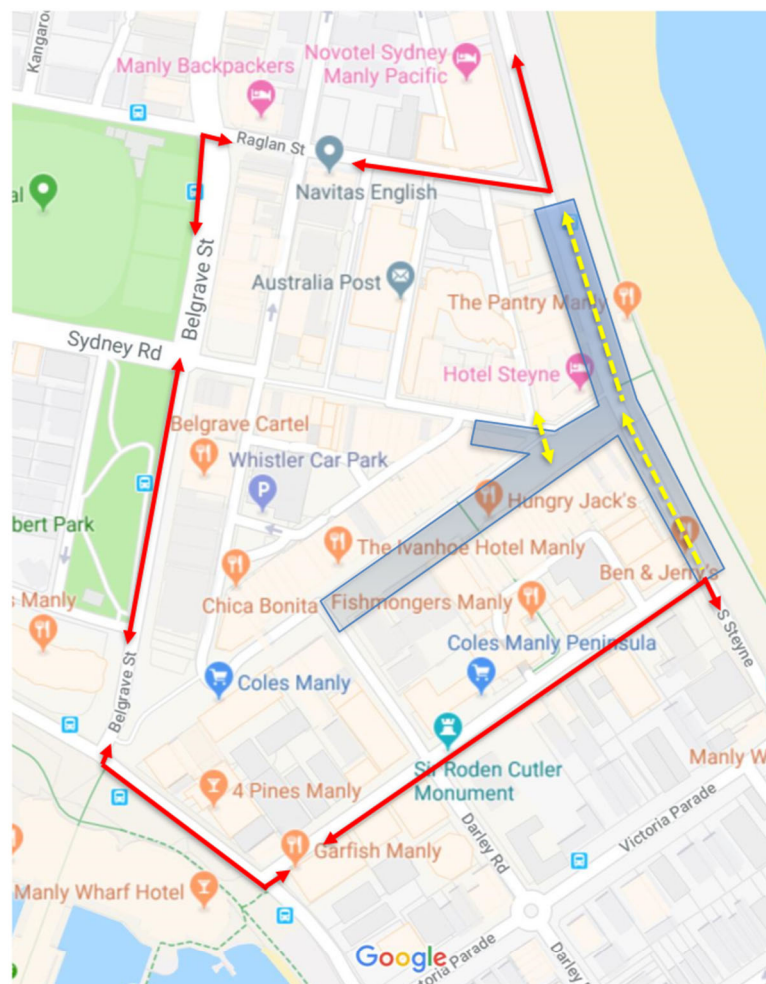 Kangaroo
Novotel Sydney
Manly Pacific
Manly Backpackers
Raglan St
Navitas English
al
Belgrave St
Australia Post
The Pantry Manly
Sydney Rd
Hotel Steyne
Belgrave Cartel
Whistler Car Park
P
Hungry Jack's
bert Park
The Ivanhoe Hotel Manly
Ben & Jerry's
s Manly
Chica Bonita
Fishmongers Manly
S Steyne
Coles Manly Peninsula
Coles Manly
Belgrave St
Sir Roden Cutler
Monument
Manly W
4 Pines Manly
Victoria Parade
Darley Rd
Garfish Manly
Manly Wharf Hotel
Google
toria Parade
Darley